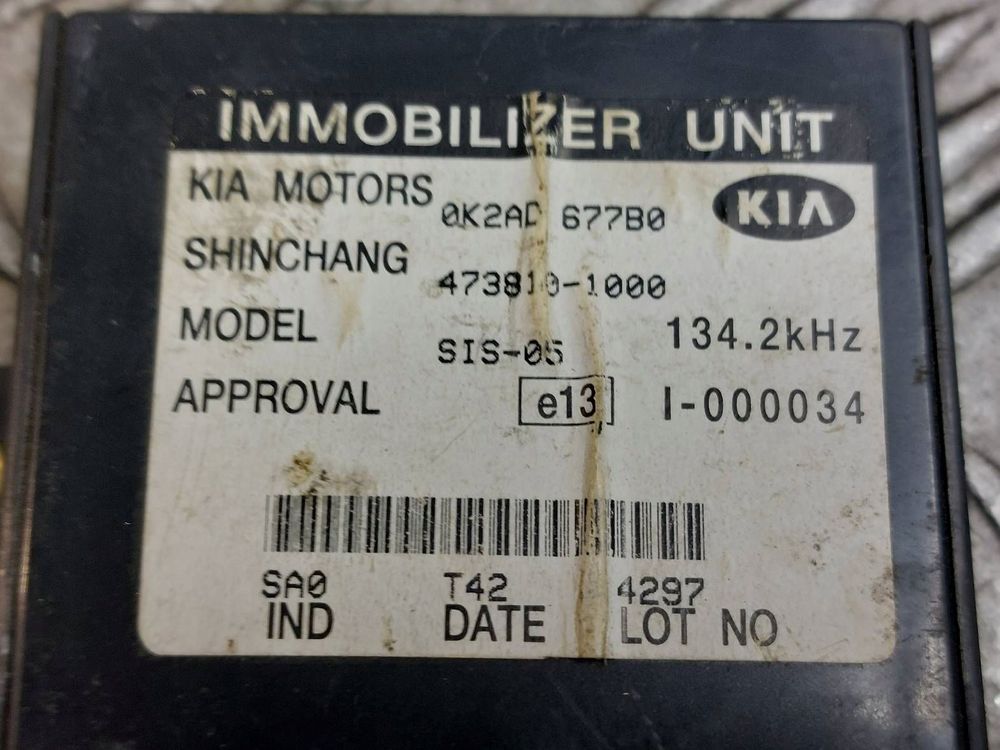 IMMOBILIZER UNIT
KIA MOTORS 0K2AD 677B0 KIA
SHINCHANG 473810-1000
MODEL SIS-05 134.2kHz
APPROVAL e13 I-000034
SA0 T42 4297
IND DATE LOT NO